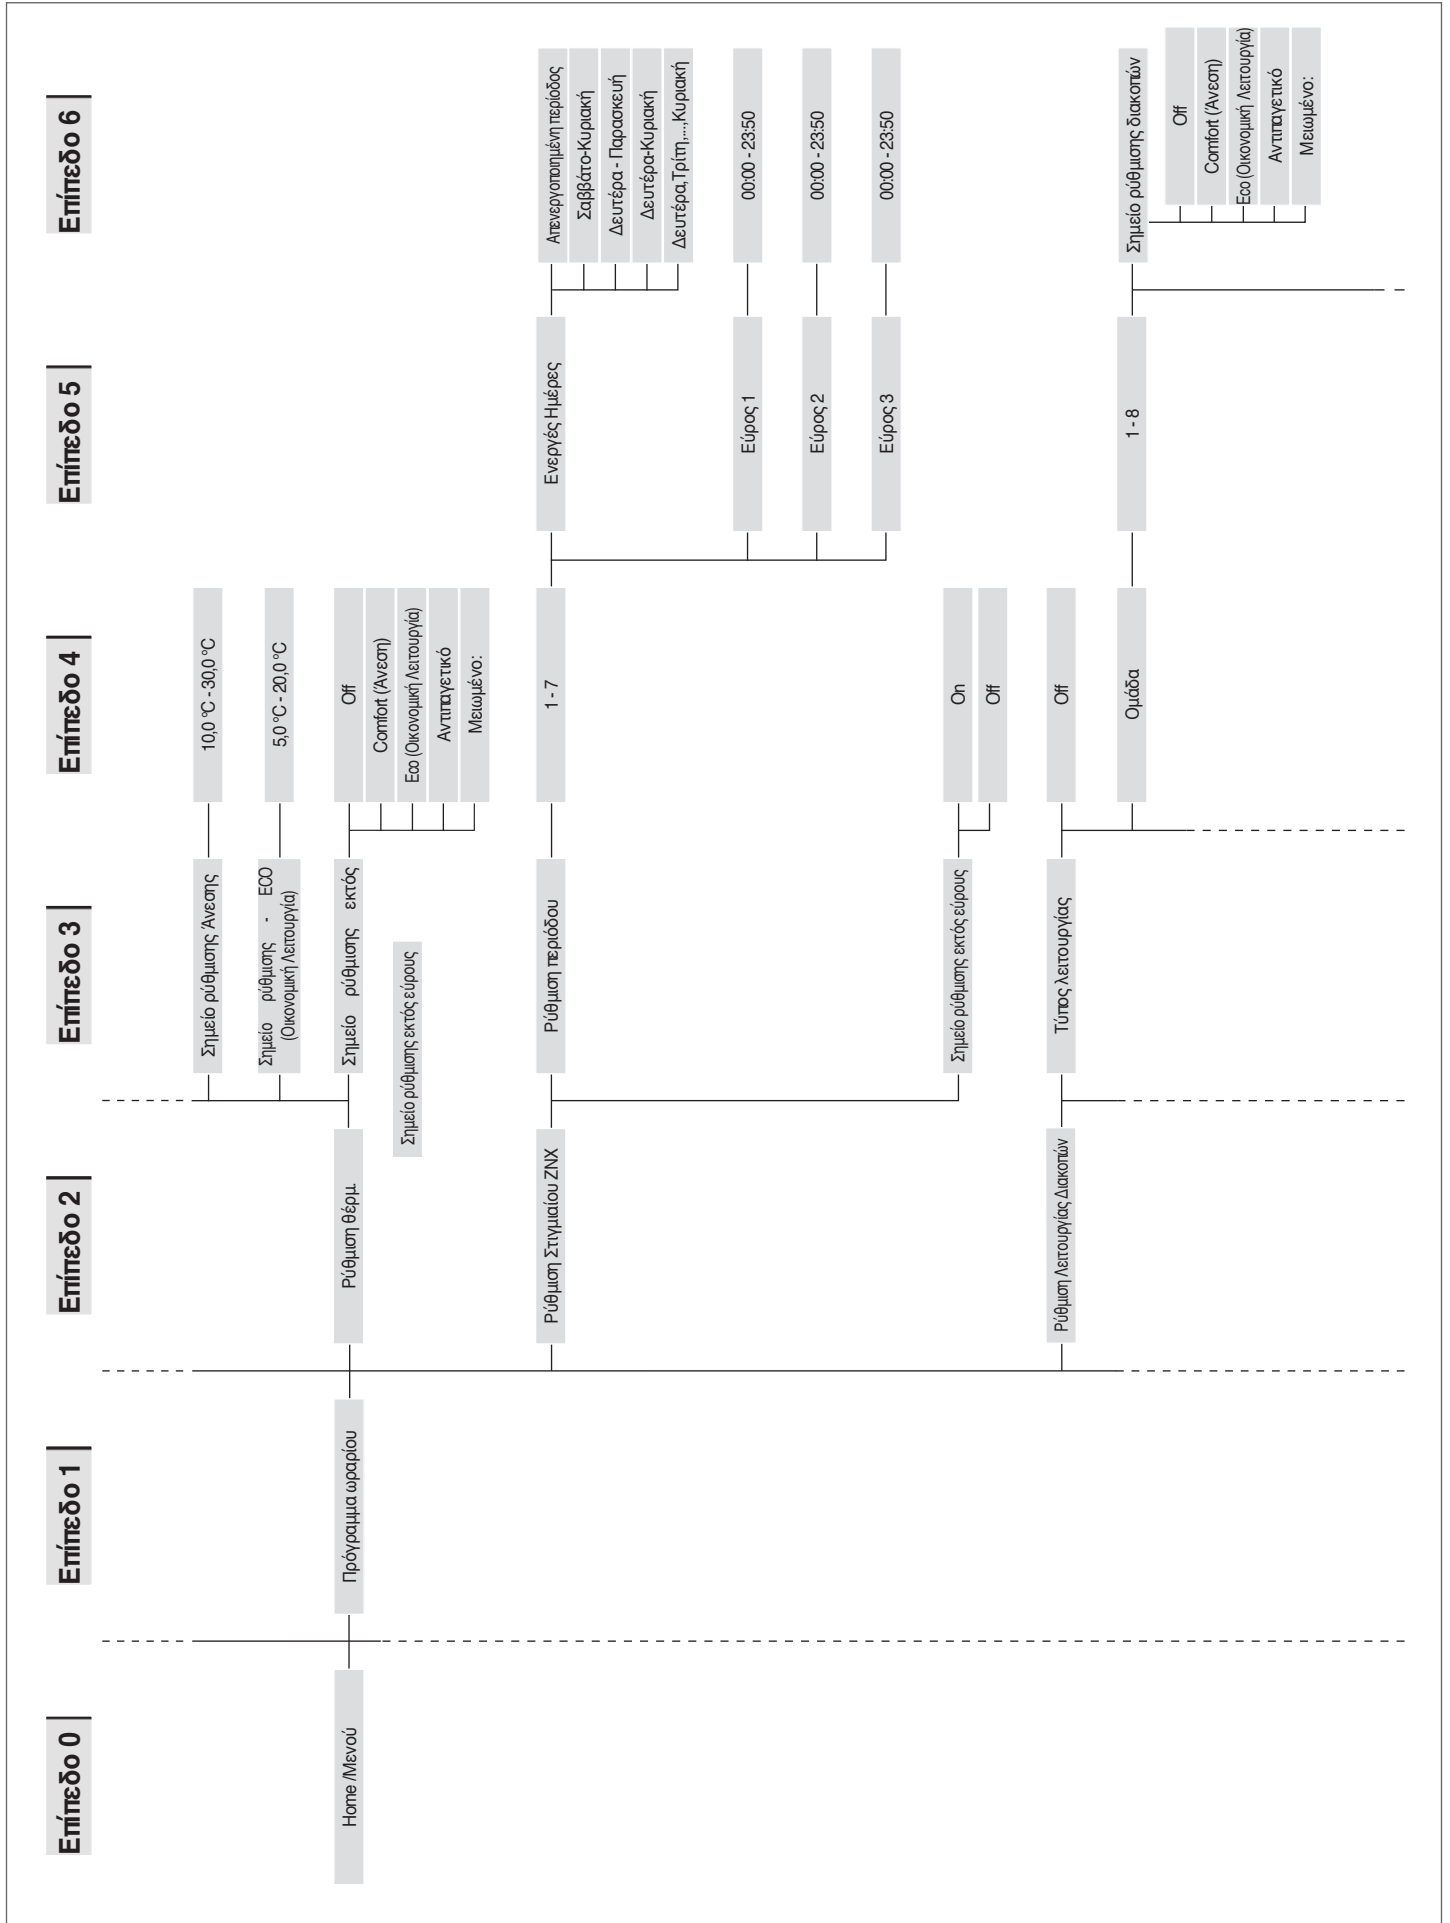 Επίπεδο 0
Επίπεδο 1
Επίπεδο 2
Επίπεδο 3
Επίπεδο 4
Επίπεδο 5
Επίπεδο 6
Σημείο ρύθμισης Άνεσης
10,0 °C - 30,0 °C
Σημείο ρύθμισης - ECO
(Οικονομική Λειτουργία)
5,0 °C - 20,0 °C
Home /Μενού
Πρόγραμμα ωραρίου
Ρύθμιση θέρμ.
Σημείο ρύθμισης εκτός
Off
Comfort (Άνεση)
Eco (Οικονομική Λειτουργία)
Αντιπαγετικό
Μειωμένο:
Σημείο ρύθμισης εκτός εύρους
Ρύθμιση Στιγμιαίου ΖΝΧ
Ρύθμιση περιόδου
1 - 7
Ενεργές Ημέρες
Απενεργοποιημένη περίοδος
Σαββάτο-Κυριακή
Δευτέρα - Παρασκευή
Δευτέρα-Κυριακή
Δευτέρα,Τρίτη,...,Κυριακή
Εύρος 1
00:00 - 23:50
Εύρος 2
00:00 - 23:50
Εύρος 3
00:00 - 23:50
Σημείο ρύθμισης εκτός εύρους
On
Off
Ρύθμιση Λειτουργίας Διακοπών
Τύπος λειτουργίας
Off
Ομάδα
1 - 8
Σημείο ρύθμισης διακοπών
Off
Comfort (Άνεση)
Eco (Οικονομική Λειτουργία)
Αντιπαγετικό
Μειωμένο: